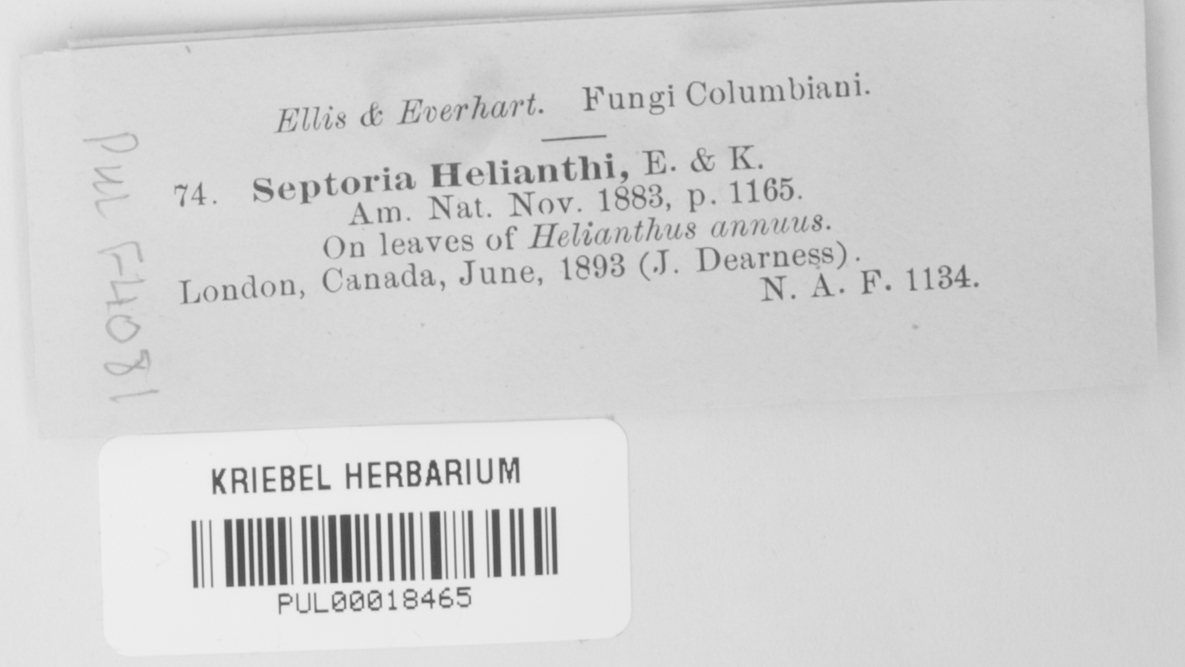 Ellis & Everhart. Fungi Columbiani.
74. Septoria Helianthi, E. & K.
Am. Nat. Nov. 1883, p. 1165.
On leaves of Helianthus annuus.
London, Canada, June, 1893 (J. Dearness).
N. A. F. 1134.
PUL F4081
KRIEBEL HERBARIUM
PUL00018465